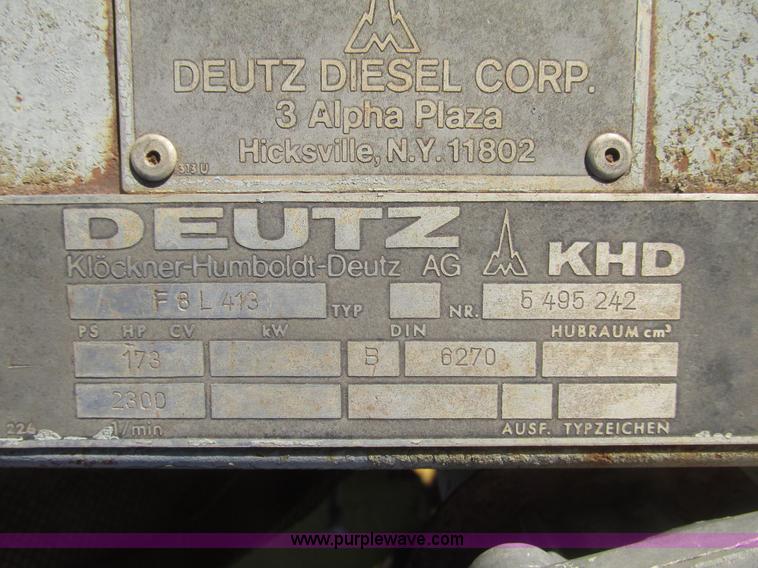 DEUTZ DIESEL CORP.
3 Alpha Plaza
Hicksville, N.Y. 11802
313U
DEUTZ
KHD
Klöckner-Humboldt-Deutz AG
F 8 L 413 TYP NR. 5 495 242
PS HP CV kW DIN HUBRAUM cm³
173 B 6270
2300
224 1/min AUSF. TYPZEICHEN
www.purplewave.com